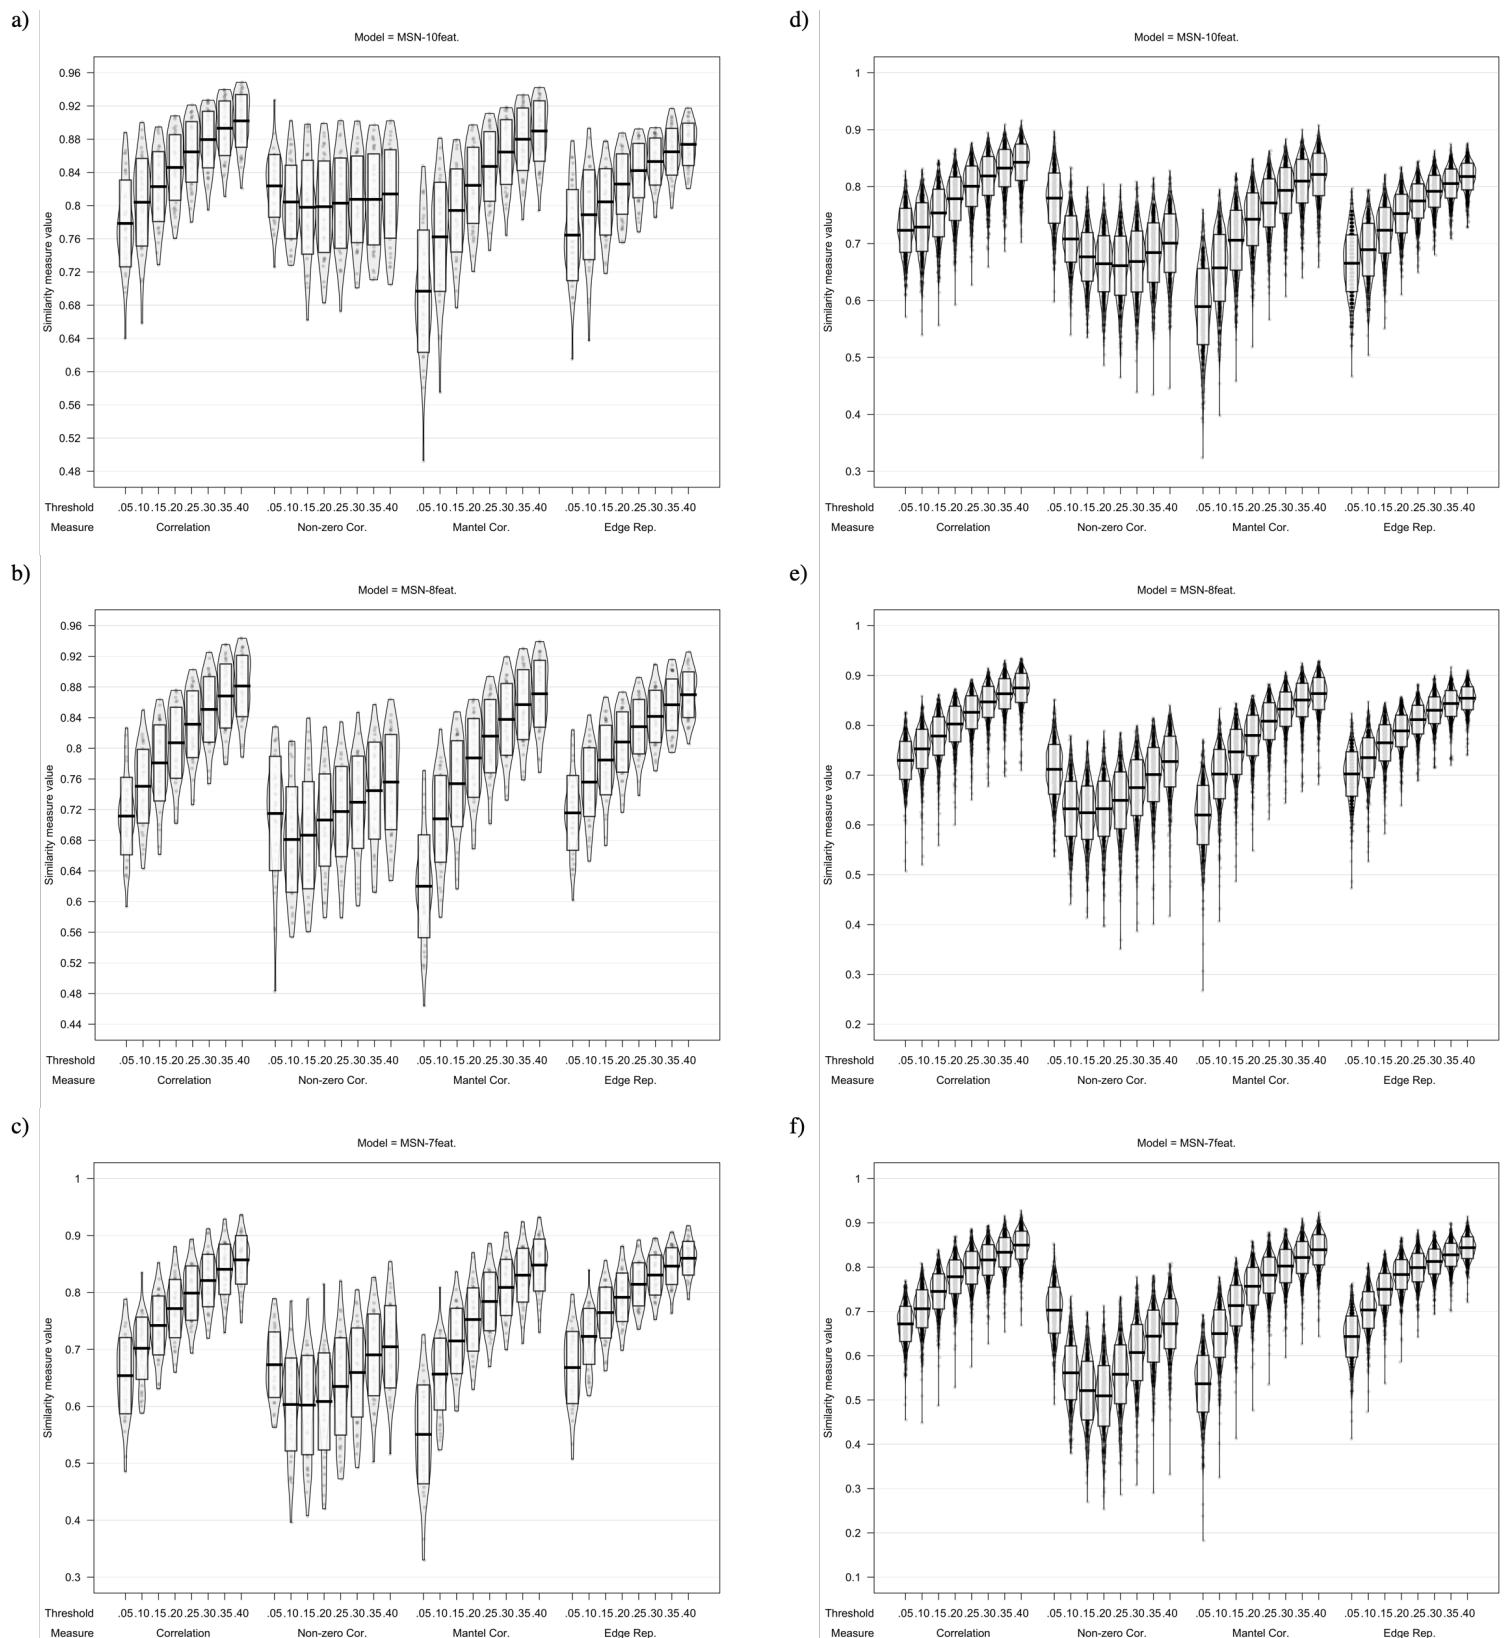 a)
Model = MSN-10feat.
0.96
0.92
0.88
0.84
0.8
0.76
0.72
0.68
0.64
0.6
0.56
0.52
0.48
Similarity measure value
Threshold .05.10.15.20.25.30.35.40 .05.10.15.20.25.30.35.40 .05.10.15.20.25.30.35.40 .05.10.15.20.25.30.35.40
Measure Correlation Non-zero Cor. Mantel Cor. Edge Rep.
d)
Model = MSN-10feat.
1
0.9
0.8
0.7
0.6
0.5
0.4
0.3
Similarity measure value
Threshold .05.10.15.20.25.30.35.40 .05.10.15.20.25.30.35.40 .05.10.15.20.25.30.35.40 .05.10.15.20.25.30.35.40
Measure Correlation Non-zero Cor. Mantel Cor. Edge Rep.
b)
Model = MSN-8feat.
0.96
0.92
0.88
0.84
0.8
0.76
0.72
0.68
0.64
0.6
0.56
0.52
0.48
0.44
Similarity measure value
Threshold .05.10.15.20.25.30.35.40 .05.10.15.20.25.30.35.40 .05.10.15.20.25.30.35.40 .05.10.15.20.25.30.35.40
Measure Correlation Non-zero Cor. Mantel Cor. Edge Rep.
e)
Model = MSN-8feat.
1
0.9
0.8
0.7
0.6
0.5
0.4
0.3
0.2
Similarity measure value
Threshold .05.10.15.20.25.30.35.40 .05.10.15.20.25.30.35.40 .05.10.15.20.25.30.35.40 .05.10.15.20.25.30.35.40
Measure Correlation Non-zero Cor. Mantel Cor. Edge Rep.
c)
Model = MSN-7feat.
1
0.9
0.8
0.7
0.6
0.5
0.4
0.3
Similarity measure value
Threshold .05.10.15.20.25.30.35.40 .05.10.15.20.25.30.35.40 .05.10.15.20.25.30.35.40 .05.10.15.20.25.30.35.40
Measure Correlation Non-zero Cor. Mantel Cor. Edge Rep.
f)
Model = MSN-7feat.
1
0.9
0.8
0.7
0.6
0.5
0.4
0.3
0.2
0.1
Similarity measure value
Threshold .05.10.15.20.25.30.35.40 .05.10.15.20.25.30.35.40 .05.10.15.20.25.30.35.40 .05.10.15.20.25.30.35.40
Measure Correlation Non-zero Cor. Mantel Cor. Edge Rep.